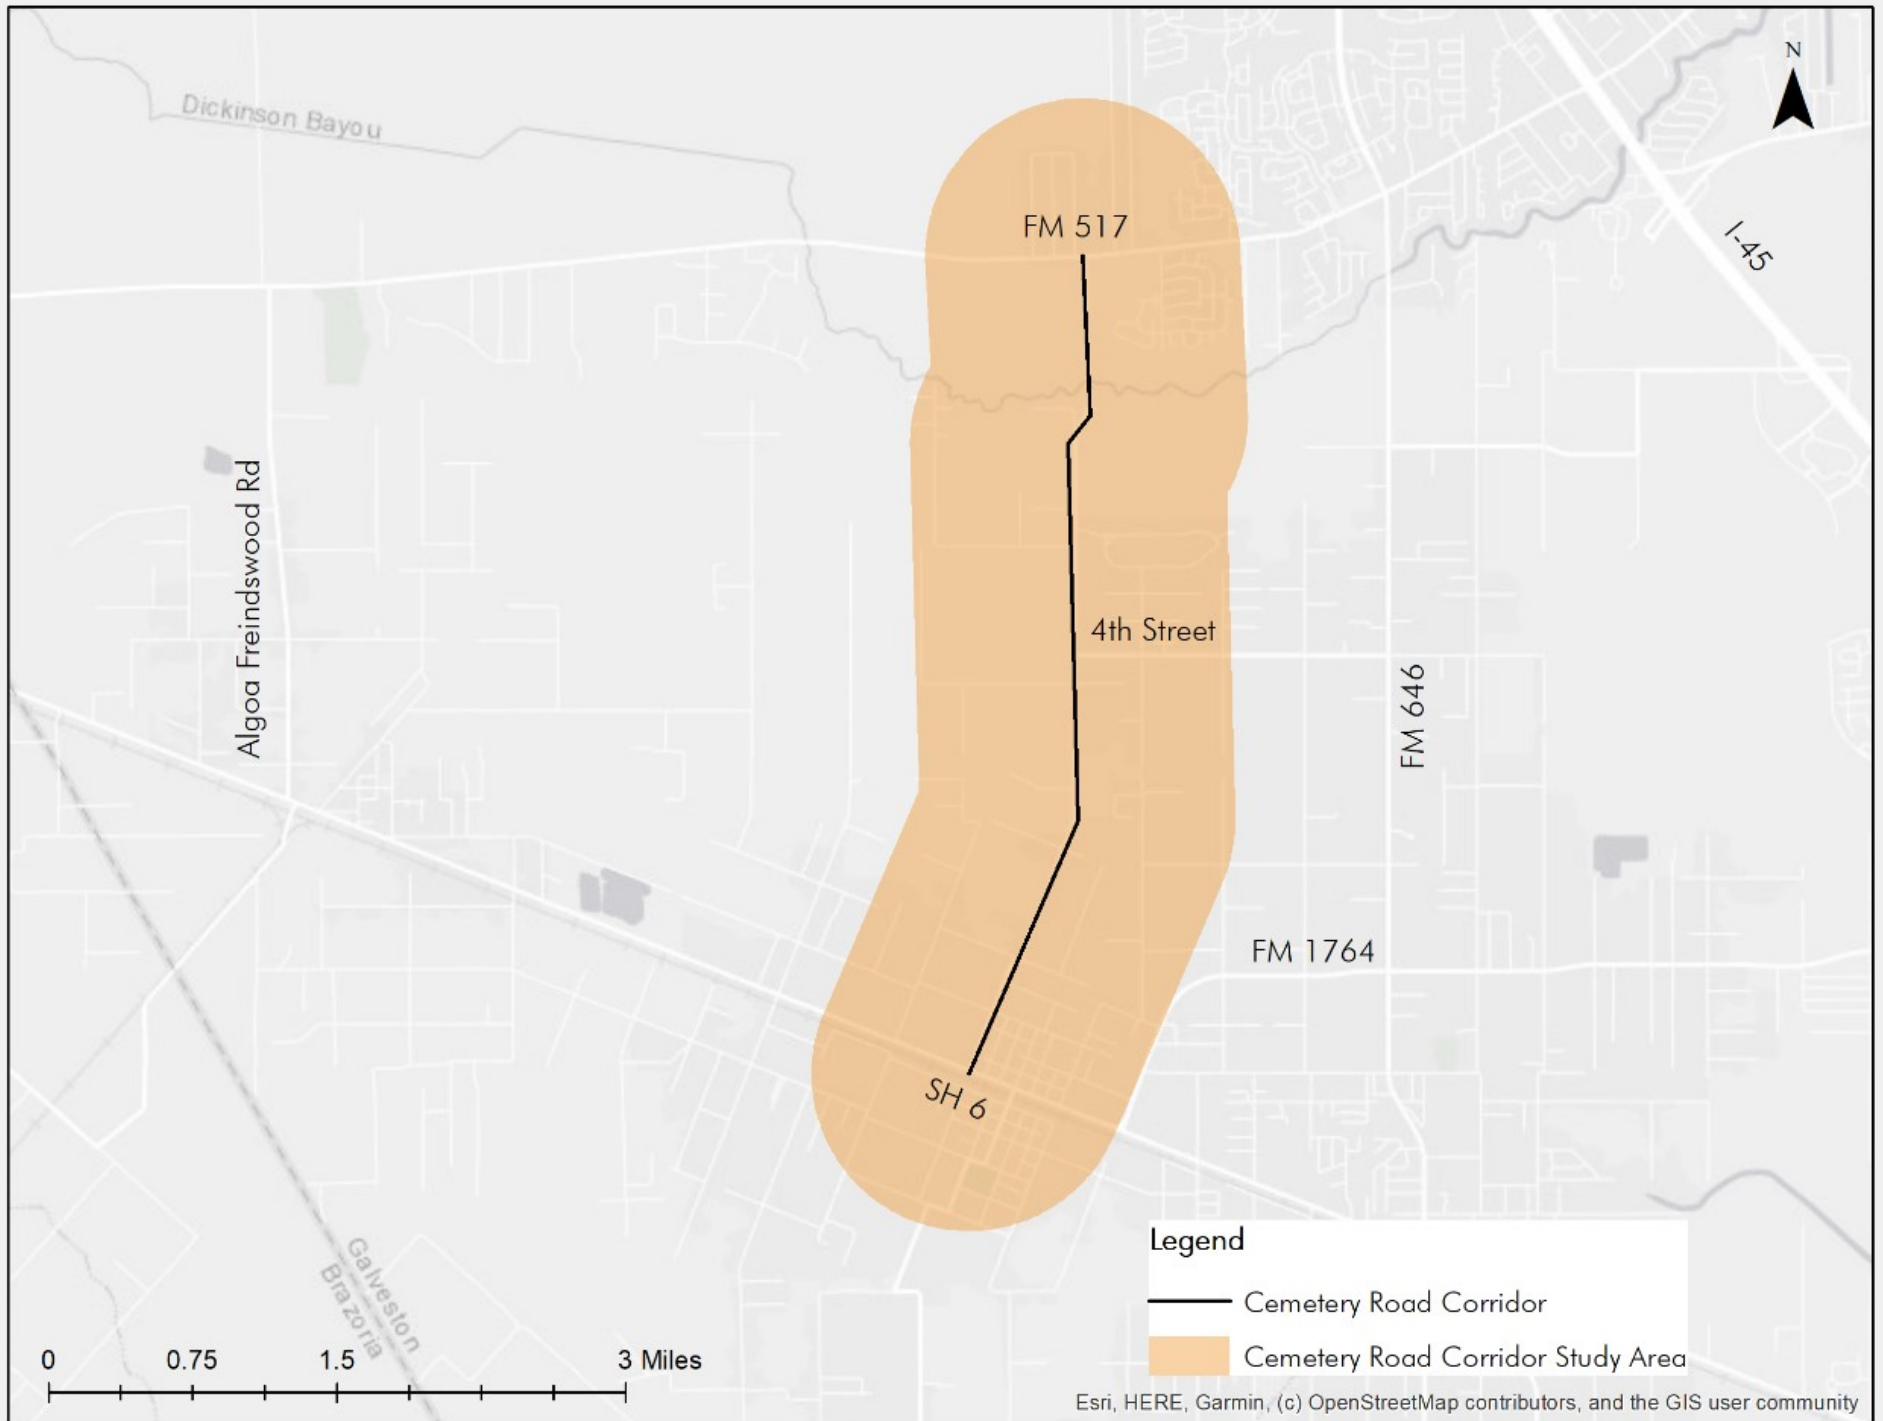 N
Dickinson Bayou
FM 517
I-45
Algoa Freindswood Rd
4th Street
FM 646
FM 1764
SH 6
Galveston
Brazoria
Legend
Cemetery Road Corridor
Cemetery Road Corridor Study Area
0 0.75 1.5 3 Miles
Esri, HERE, Garmin, (c) OpenStreetMap contributors, and the GIS user community